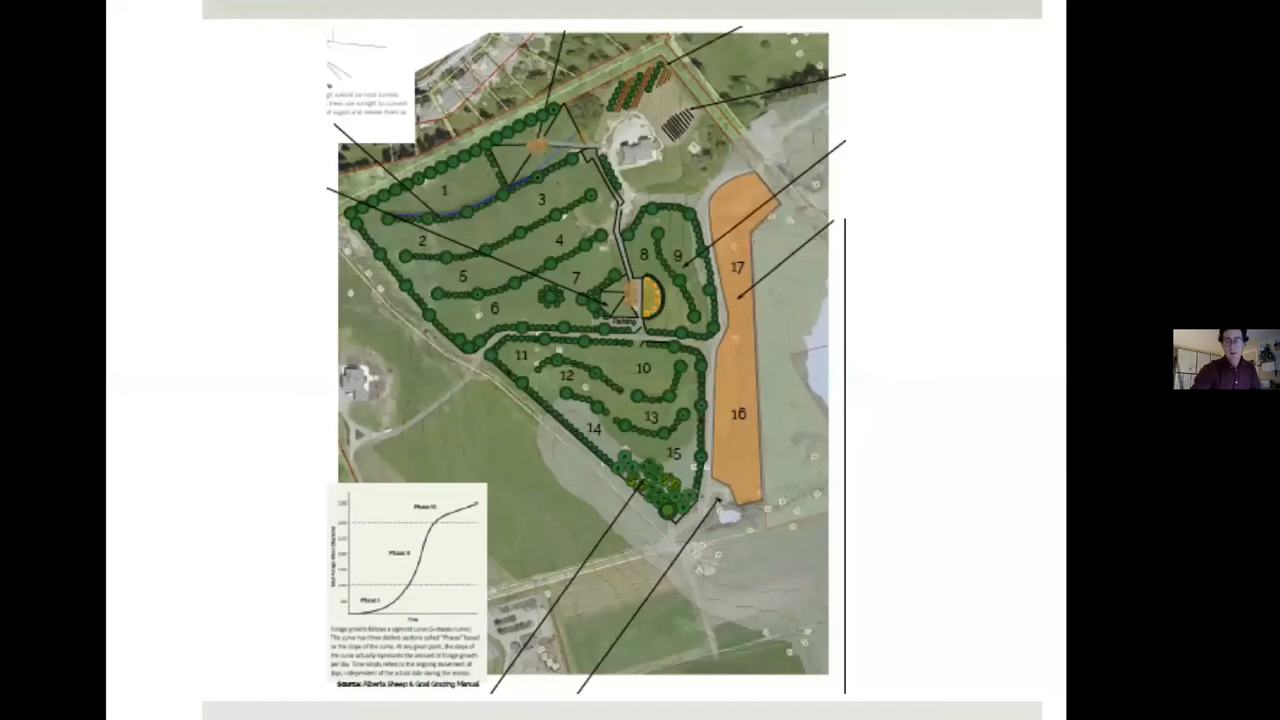 1
3
2
4
8
9
5
7
17
6
Parking
11
10
12
13
16
14
15
Phase III
Phase II
Phase I
Time
Forage growth follows a sigmoid curve (S-shaped curve).
This curve has three distinct sections called "Phases" based
on the slope of the curve. At any given point, the slope of
the curve actually represents the amount of forage growth
per day. Time simply refers to the ongoing movement of
days, independent of the actual date during the season.
Source: Alberta Sheep & Goat Grazing Manual